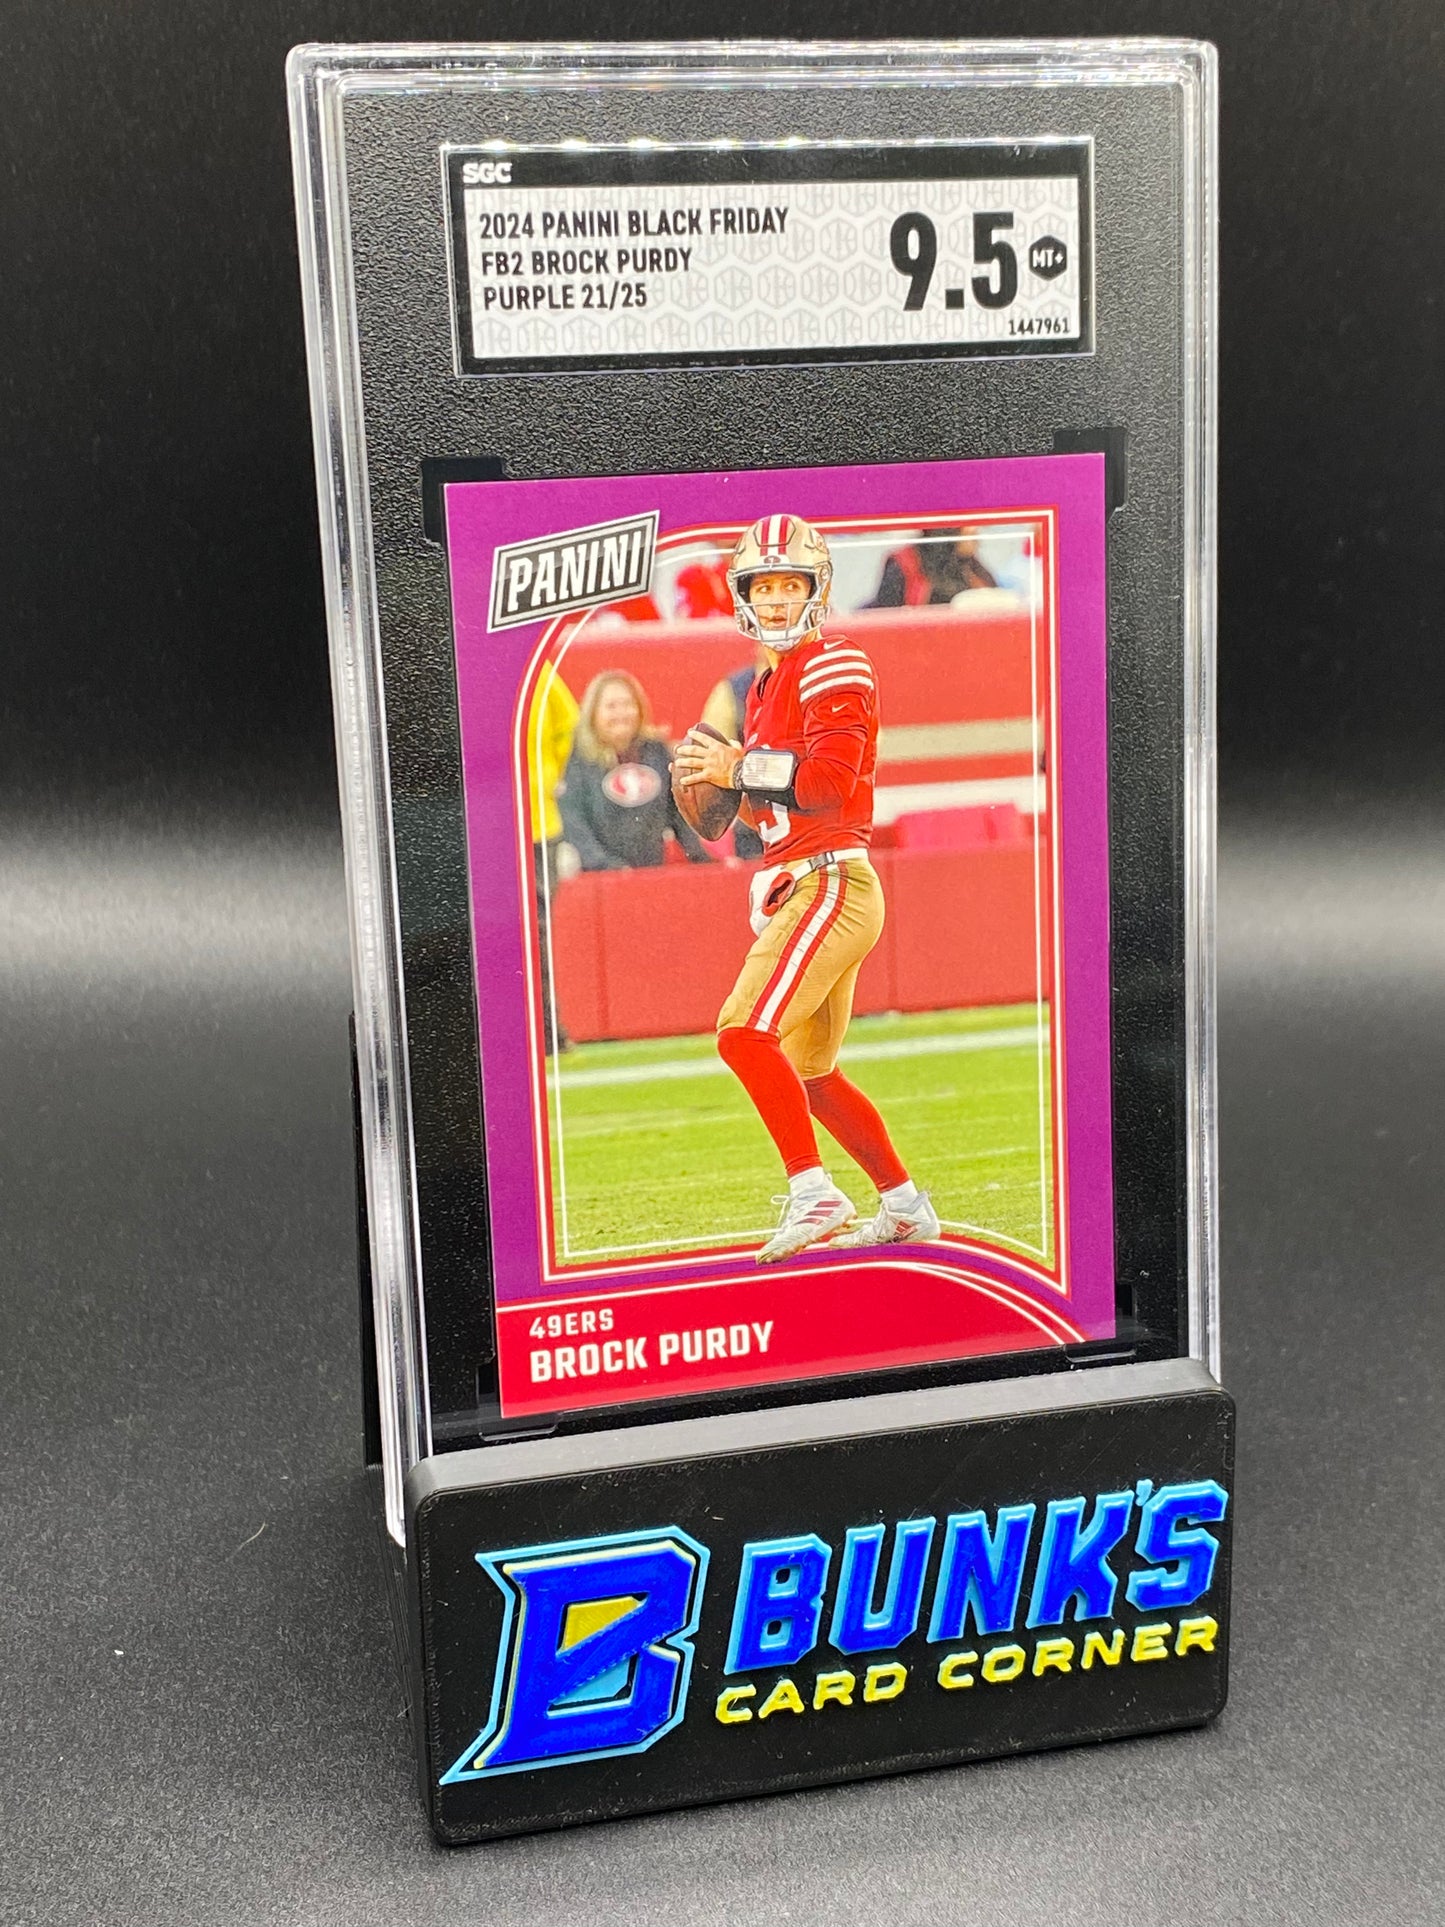 SGC
2024 PANINI BLACK FRIDAY
FB2 BROCK PURDY
PURPLE 21/25
9.5 MT+
1447961
PANINI
49ERS
BROCK PURDY
B BUNK'S
CARD CORNER